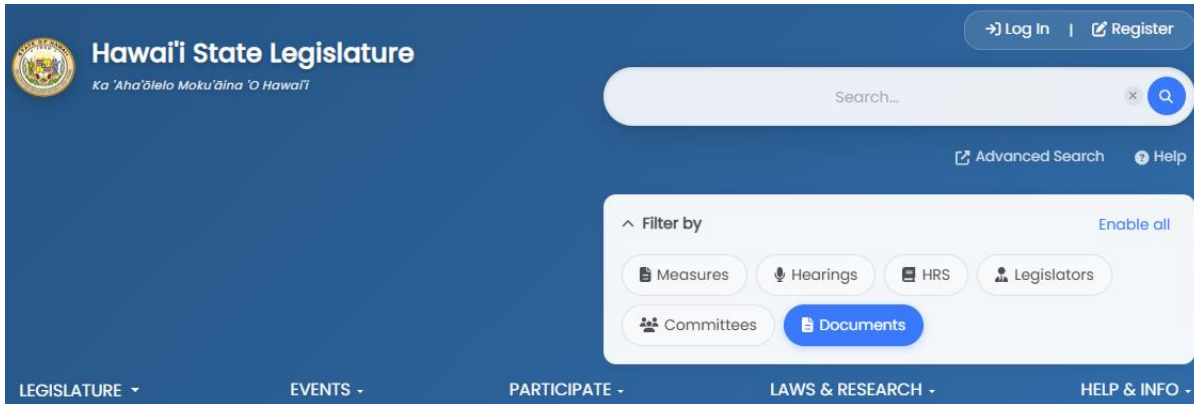 Log In | Register
Hawai'i State Legislature
Ka 'Aha'ōlelo Moku'āina 'O Hawai'i
Search...
Advanced Search Help
Filter by Enable all
Measures Hearings HRS Legislators
Committees Documents
LEGISLATURE EVENTS PARTICIPATE LAWS & RESEARCH HELP & INFO